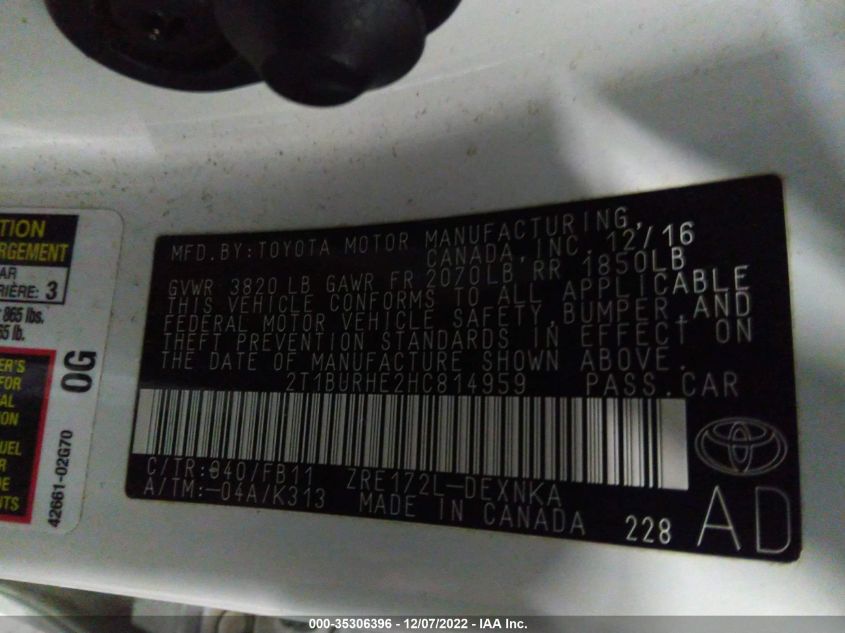 TION
RGEMENT
AR
RIÈRE: 3
865 lbs.
65 lb.
ER'S
FOR
AL
ION
UEL
R
DE
NTS
0G
42661-02G70
MFD.BY:TOYOTA MOTOR MANUFACTURING,
CANADA, INC. 12/16
GVWR 3820 LB GAWR FR 2070LB RR 1850LB
THIS VEHICLE CONFORMS TO ALL APPLICABLE
FEDERAL MOTOR VEHICLE SAFETY, BUMPER, AND
THEFT PREVENTION STANDARDS IN EFFECT ON
THE DATE OF MANUFACTURE SHOWN ABOVE.
2T1BURHE2HC814959 PASS.CAR
C/TR:040/FB11 ZRE172L-DEXNKA
A/TM:-04A/K313 MADE IN CANADA
228 AD
000-35306396 - 12/07/2022 - IAA Inc.